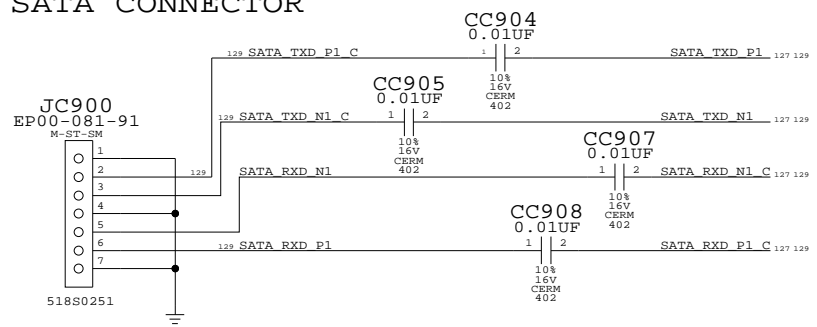 SATA CONNECTOR
CC904
0.01UF
129 SATA_TXD_P1_C
1 2
SATA_TXD_P1 127 129
10%
16V
CERM
402
CC905
0.01UF
129 SATA_TXD_N1_C
1 2
SATA_TXD_N1 127 129
10%
16V
CERM
402
JC900
EP00-081-91
M-ST-SM
1
2
3
4
5
6
7
518S0251
CC907
0.01UF
129 SATA_RXD_N1
1 2
SATA_RXD_N1_C 127 129
10%
16V
CERM
402
CC908
0.01UF
129 SATA_RXD_P1
1 2
SATA_RXD_P1_C 127 129
10%
16V
CERM
402